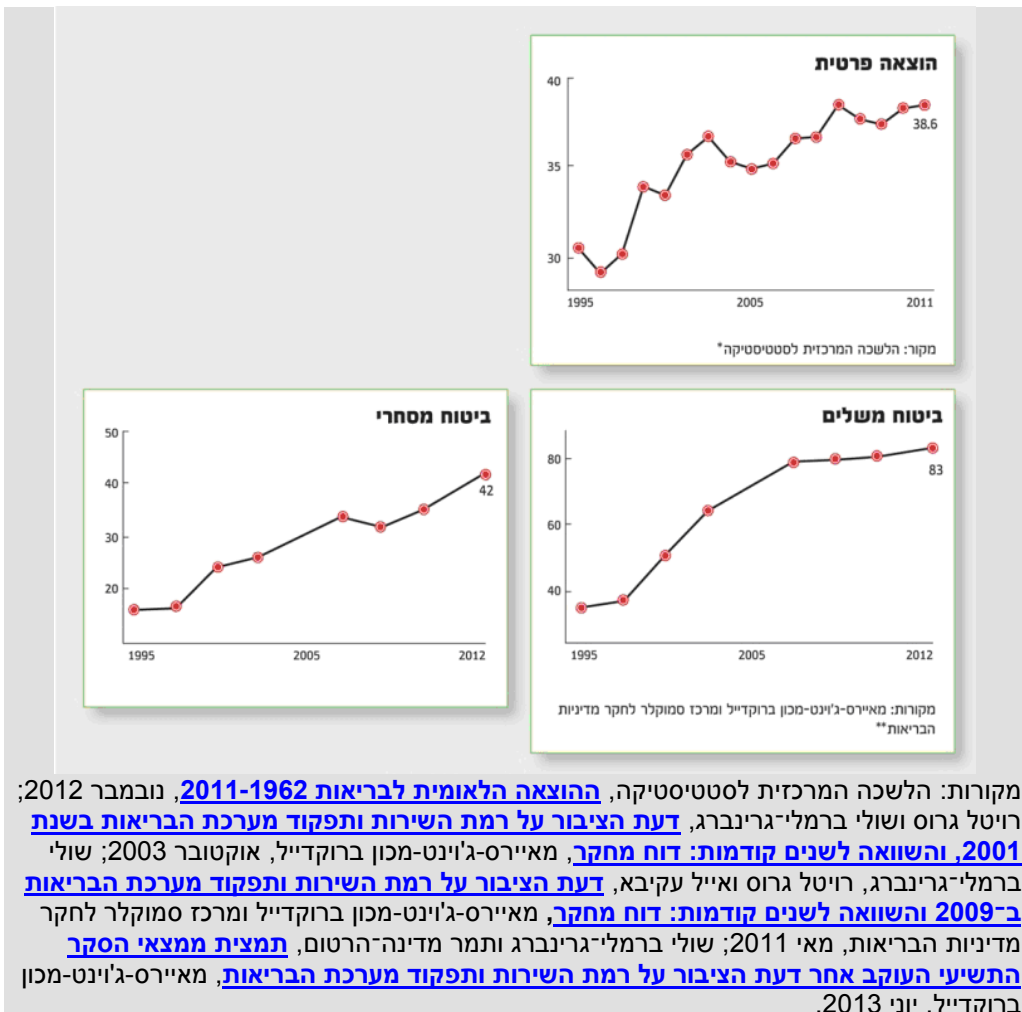 הוצאה פרטית
40
35
30
38.6
1995 2005 2011
מקור: הלשכה המרכזית לסטטיסטיקה*
ביטוח משלים
80
60
40
83
1995 2005 2012
מקורות: מאיירס-ג'וינט-מכון ברוקדייל ומרכז סמוקלר לחקר מדיניות
הבריאות**
ביטוח מסחרי
50
40
30
20
42
1995 2005 2012
מקורות: הלשכה המרכזית לסטטיסטיקה, ההוצאה הלאומית לבריאות 2011-1962, נובמבר 2012;
רויטל גרוס ושולי ברמלי־גרינברג, דעת הציבור על רמת השירות ותפקוד מערכת הבריאות בשנת
2001, והשוואה לשנים קודמות: דוח מחקר, מאיירס-ג'וינט-מכון ברוקדייל, אוקטובר 2003; שולי
ברמלי־גרינברג, רויטל גרוס ואייל עקיבא, דעת הציבור על רמת השירות ותפקוד מערכת הבריאות
ב־2009 והשוואה לשנים קודמות: דוח מחקר, מאיירס-ג'וינט-מכון ברוקדייל ומרכז סמוקלר לחקר
מדיניות הבריאות, מאי 2011; שולי ברמלי־גרינברג ותמר מדינה־הרטום, תמצית ממצאי הסקר
התשיעי העוקב אחר דעת הציבור על רמת השירות ותפקוד מערכת הבריאות, מאיירס-ג'וינט-מכון
ברוקדייל, יוני 2013.